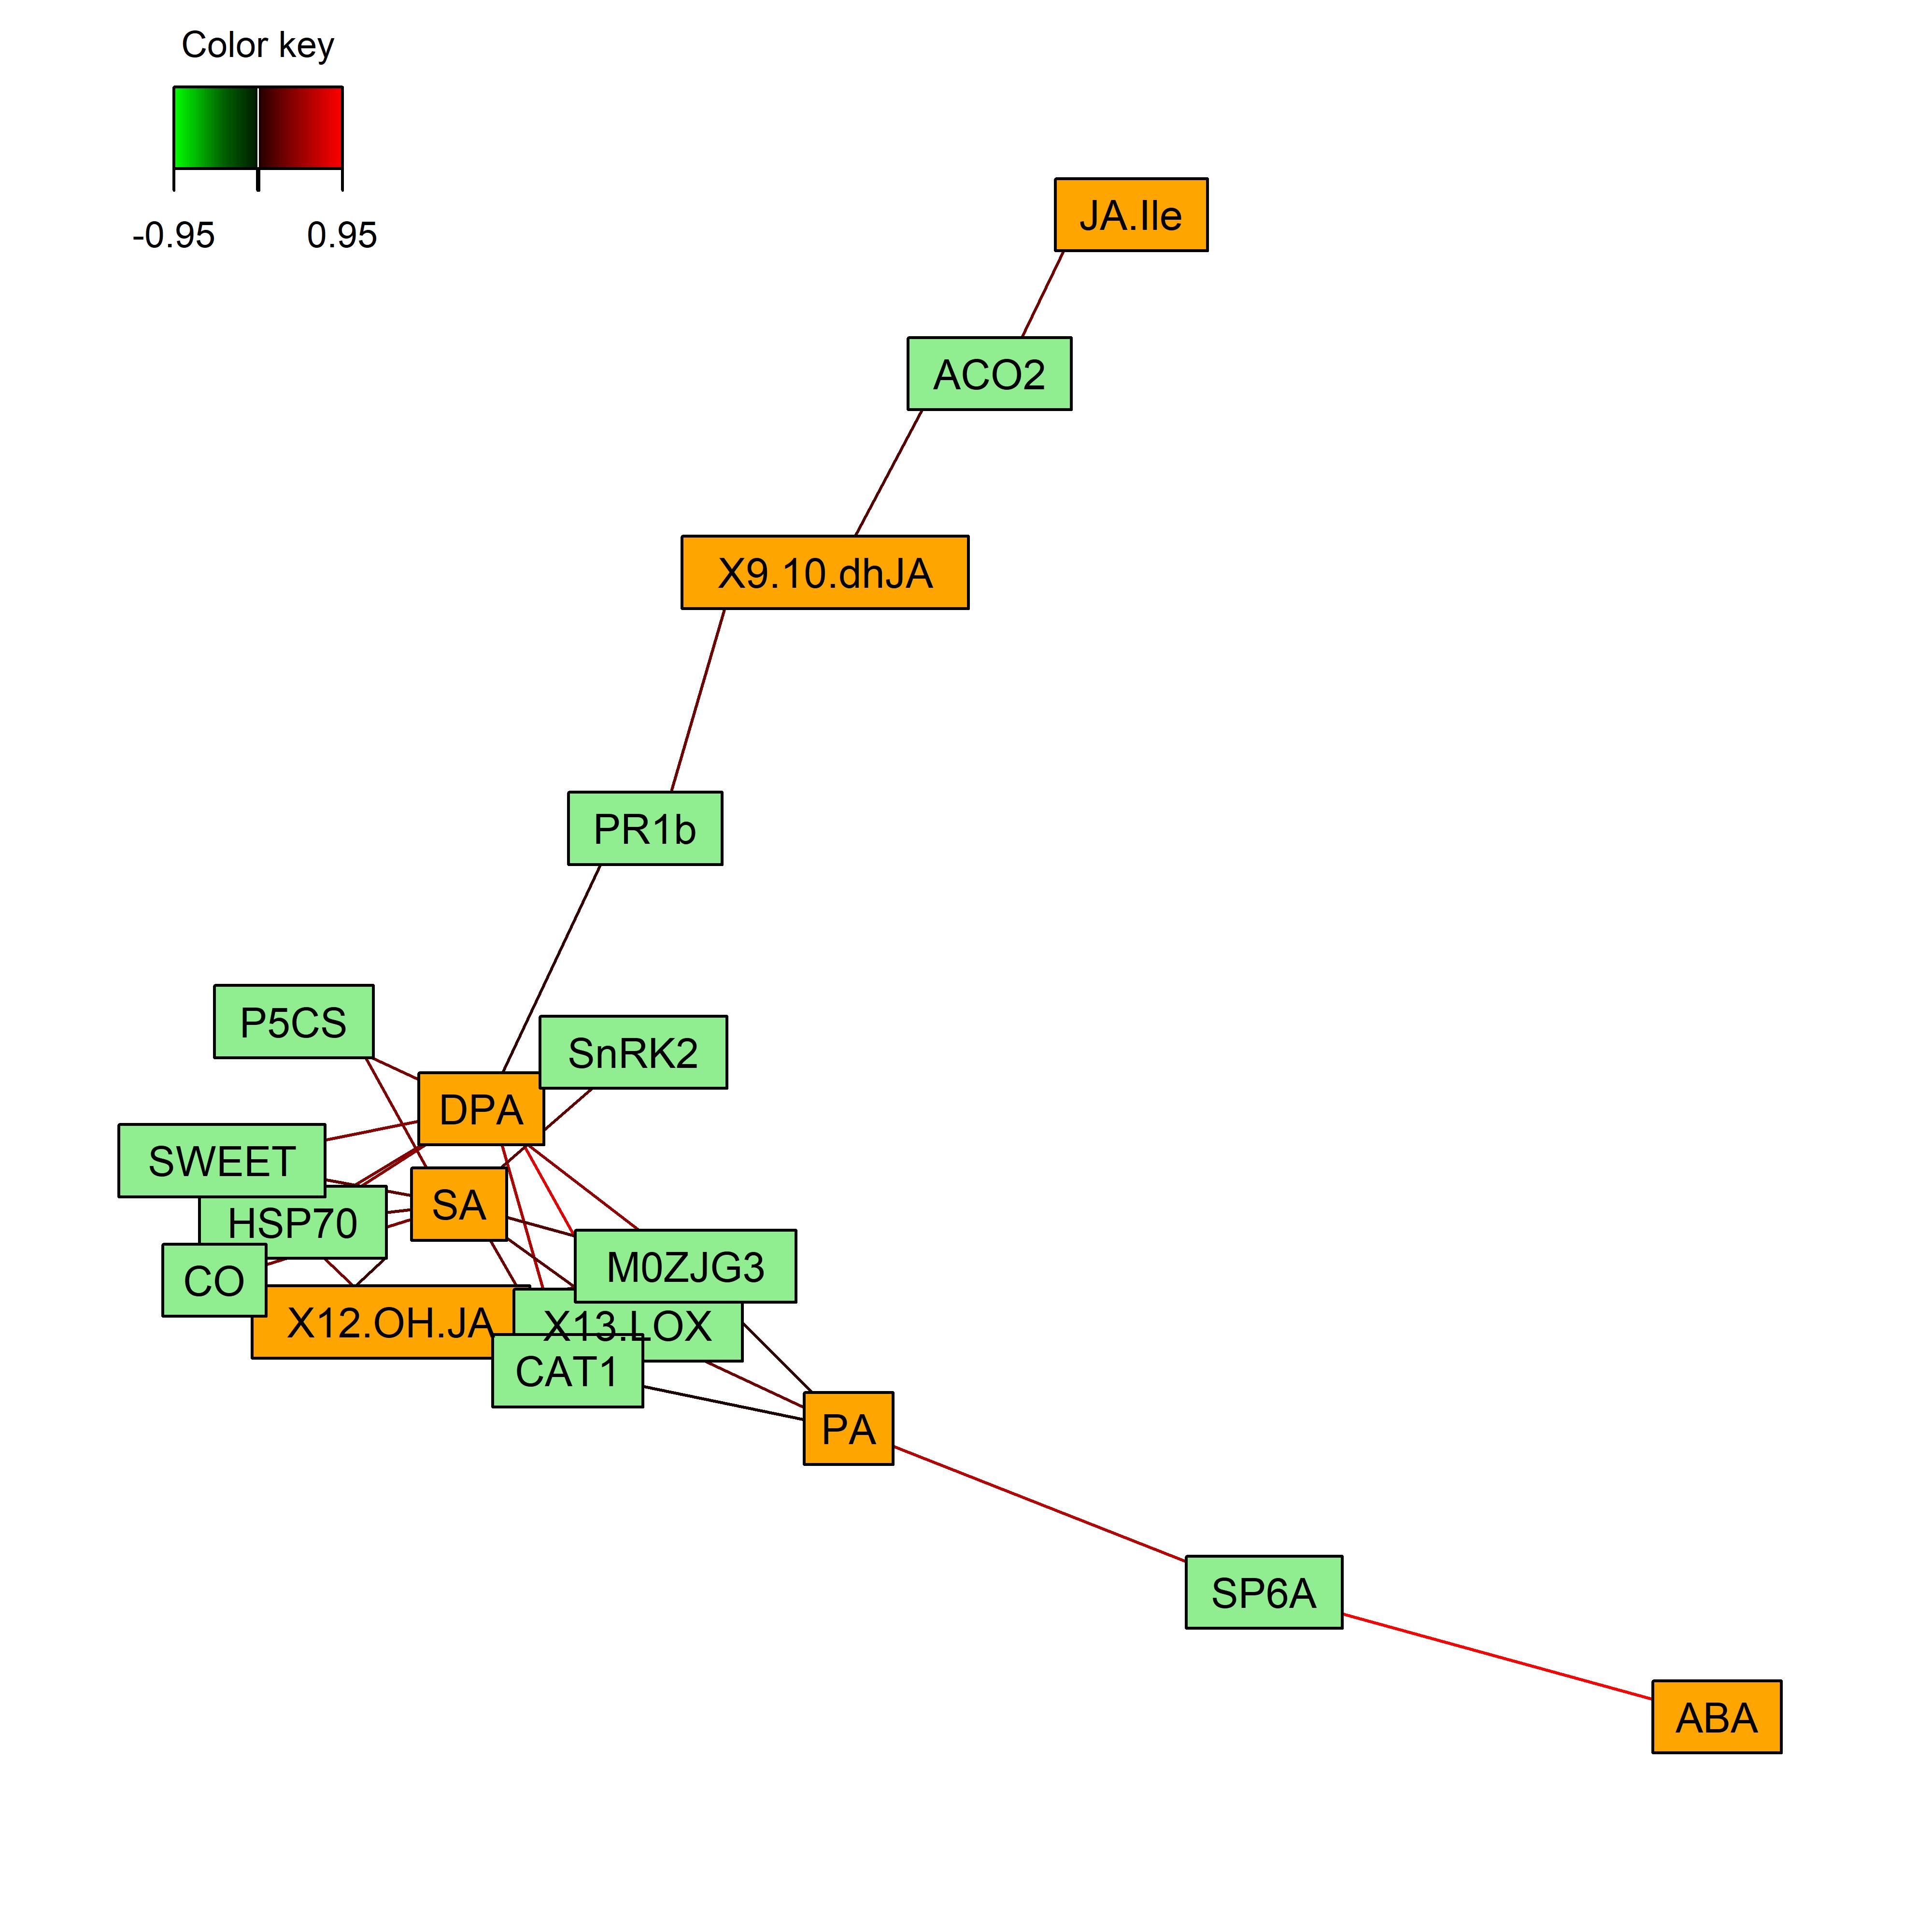 Color key
-0.95 0.95
JA.Ile
ACO2
X9.10.dhJA
PR1b
P5CS
SnRK2
DPA
SWEET
SA
HSP70
M0ZJG3
CO
X12.OH.JA
X13.LOX
CAT1
PA
SP6A
ABA